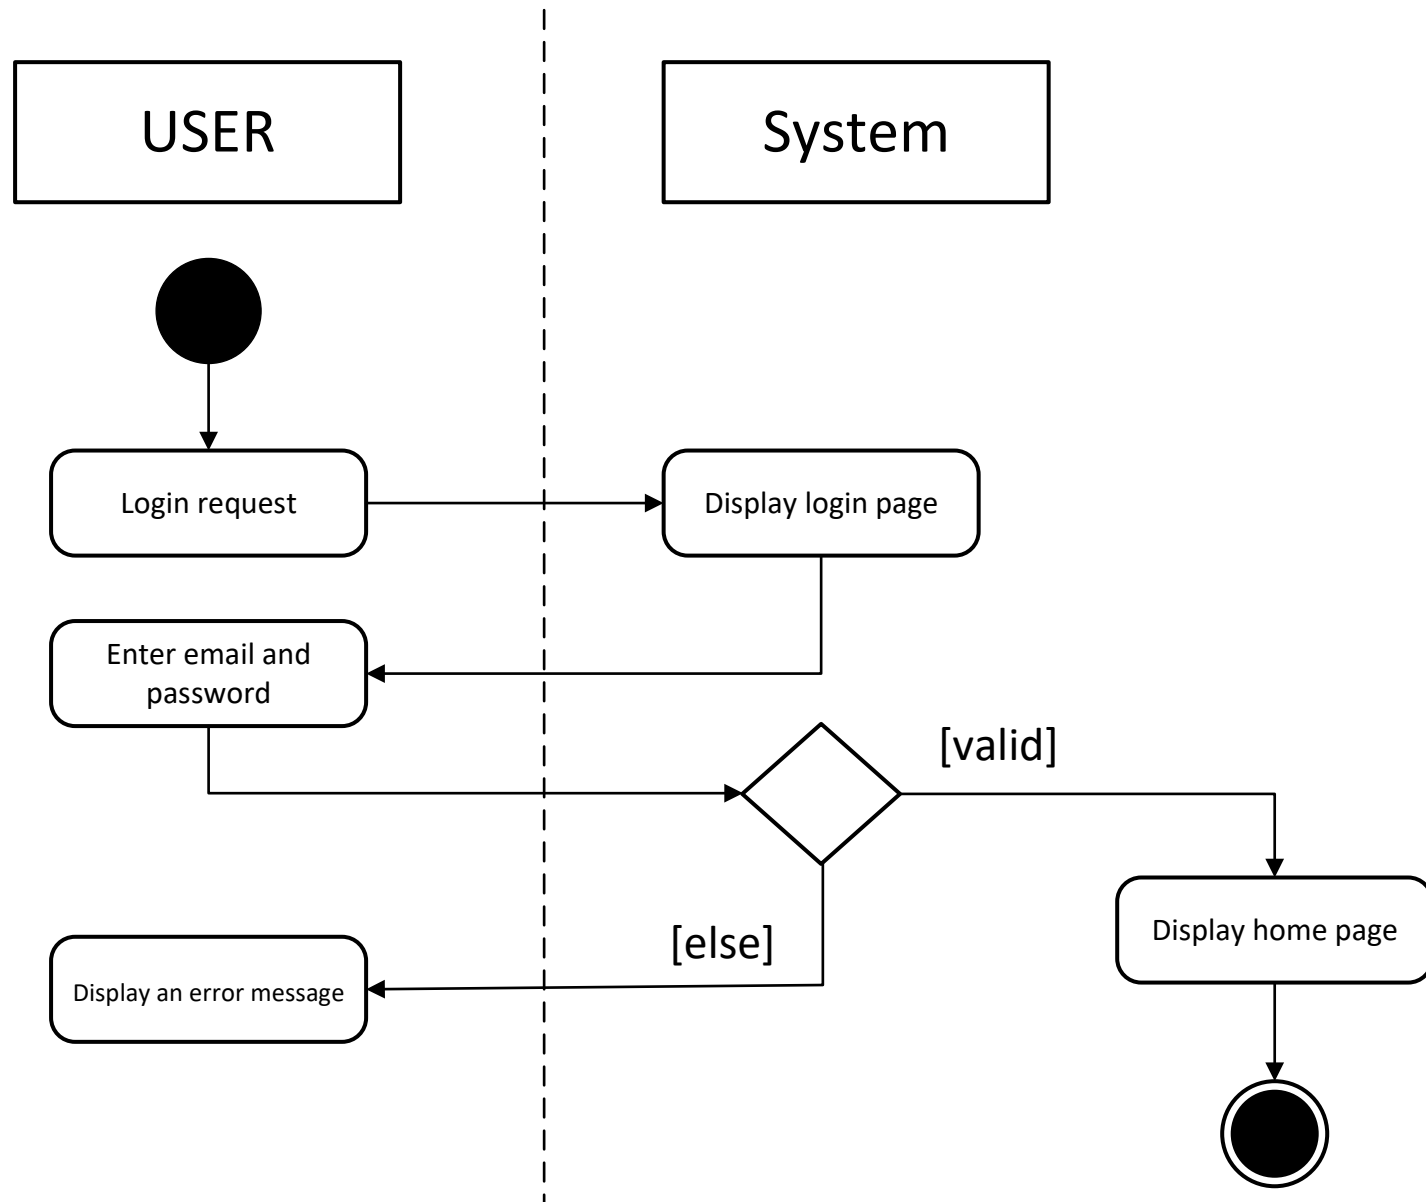 USER
System
Login request
Display login page
Enter email and
password
[valid]
[else]
Display home page
Display an error message